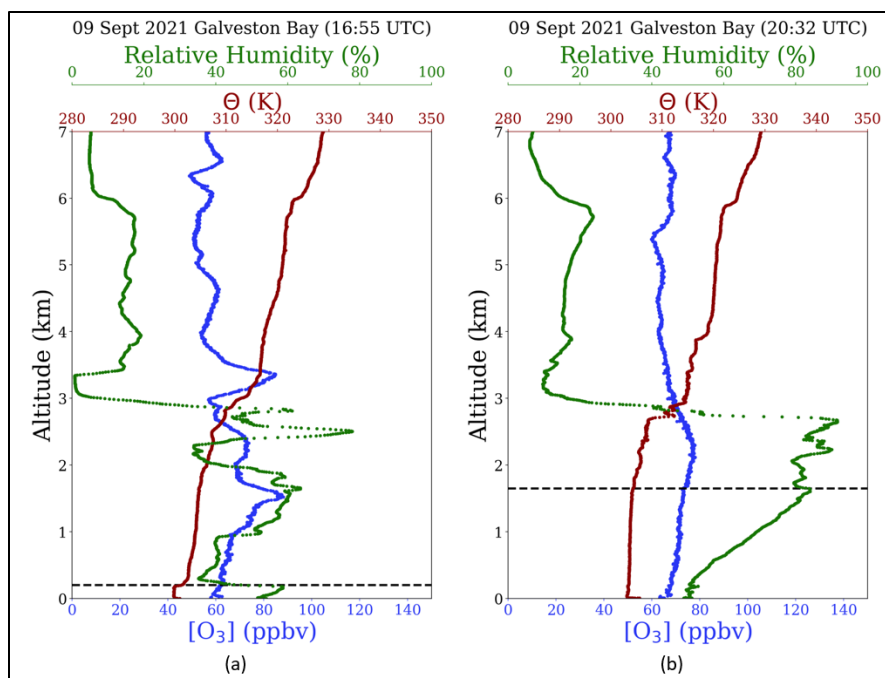 09 Sept 2021 Galveston Bay (16:55 UTC)
Relative Humidity (%)
0 20 40 60 80 100
Θ (K)
280 290 300 310 320 330 340 350
7
6
5
4
3
2
1
0
Altitude (km)
0 20 40 60 80 100 120 140
[O₃] (ppbv)
(a)
09 Sept 2021 Galveston Bay (20:32 UTC)
Relative Humidity (%)
0 20 40 60 80 100
Θ (K)
280 290 300 310 320 330 340 350
7
6
5
4
3
2
1
0
Altitude (km)
0 20 40 60 80 100 120 140
[O₃] (ppbv)
(b)